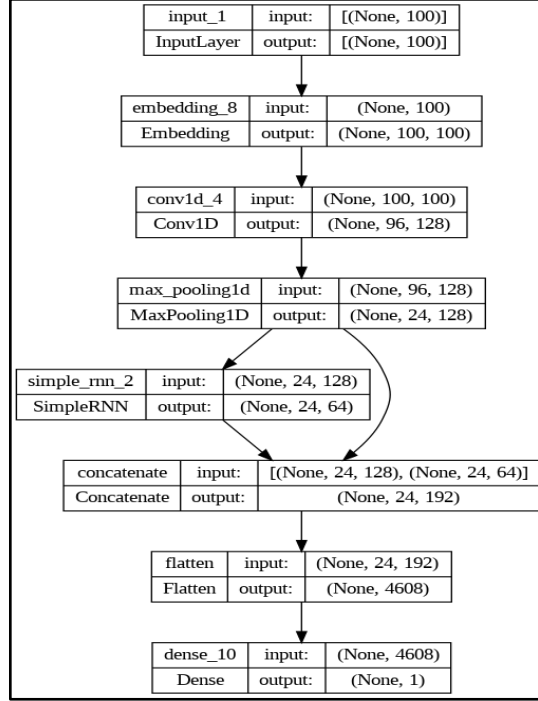 input_1 input: [(None, 100)]
InputLayer output: [(None, 100)]
embedding_8 input: (None, 100)
Embedding output: (None, 100, 100)
conv1d_4 input: (None, 100, 100)
Conv1D output: (None, 96, 128)
max_pooling1d input: (None, 96, 128)
MaxPooling1D output: (None, 24, 128)
simple_rnn_2 input: (None, 24, 128)
SimpleRNN output: (None, 24, 64)
concatenate input: [(None, 24, 128), (None, 24, 64)]
Concatenate output: (None, 24, 192)
flatten input: (None, 24, 192)
Flatten output: (None, 4608)
dense_10 input: (None, 4608)
Dense output: (None, 1)